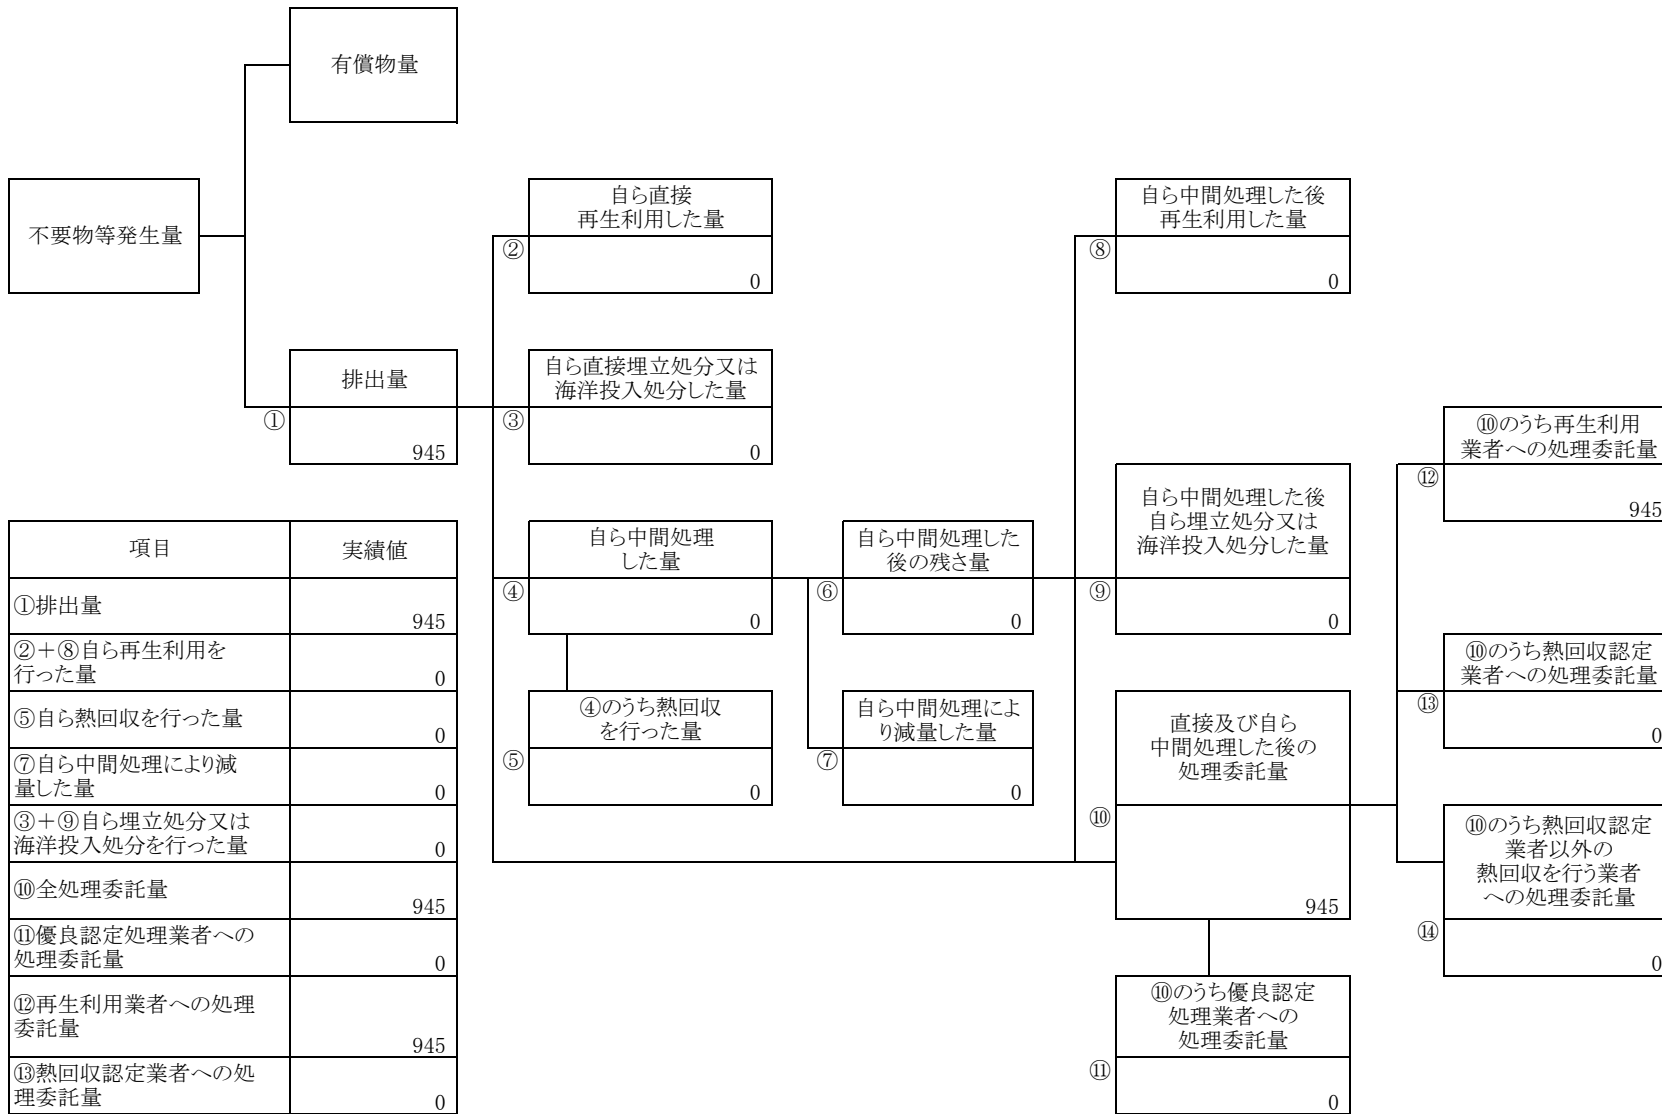 有償物量
不要物等発生量
自ら直接
再生利用した量
②
0
自ら中間処理した後
再生利用した量
⑧
0
排出量
①
945
自ら直接埋立処分又は
海洋投入処分した量
③
0
⑩のうち再生利用
業者への処理委託量
⑫
945
自ら中間処理
した量
④
0
自ら中間処理した
後の残さ量
⑥
0
自ら中間処理した後
自ら埋立処分又は
海洋投入処分した量
⑨
0
⑩のうち熱回収認定
業者への処理委託量
⑬
0
④のうち熱回収
を行った量
⑤
0
自ら中間処理によ
り減量した量
⑦
0
直接及び自ら
中間処理した後の
処理委託量
⑩
945
⑩のうち熱回収認定
業者以外の
熱回収を行う業者
への処理委託量
⑭
0
⑩のうち優良認定
処理業者への
処理委託量
⑪
0
項目 実績値
①排出量 945
②＋⑧自ら再生利用を
行った量 0
⑤自ら熱回収を行った量 0
⑦自ら中間処理により減
量した量 0
③＋⑨自ら埋立処分又は
海洋投入処分を行った量 0
⑩全処理委託量 945
⑪優良認定処理業者への
処理委託量 0
⑫再生利用業者への処理
委託量 945
⑬熱回収認定業者への処
理委託量 0